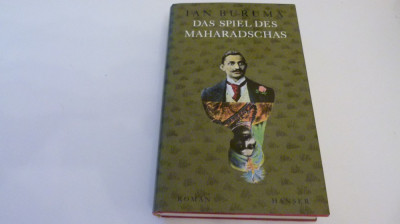 IAN BURUMA
DAS SPIEL DES
MAHARADSCHAS
ROMAN HANSER